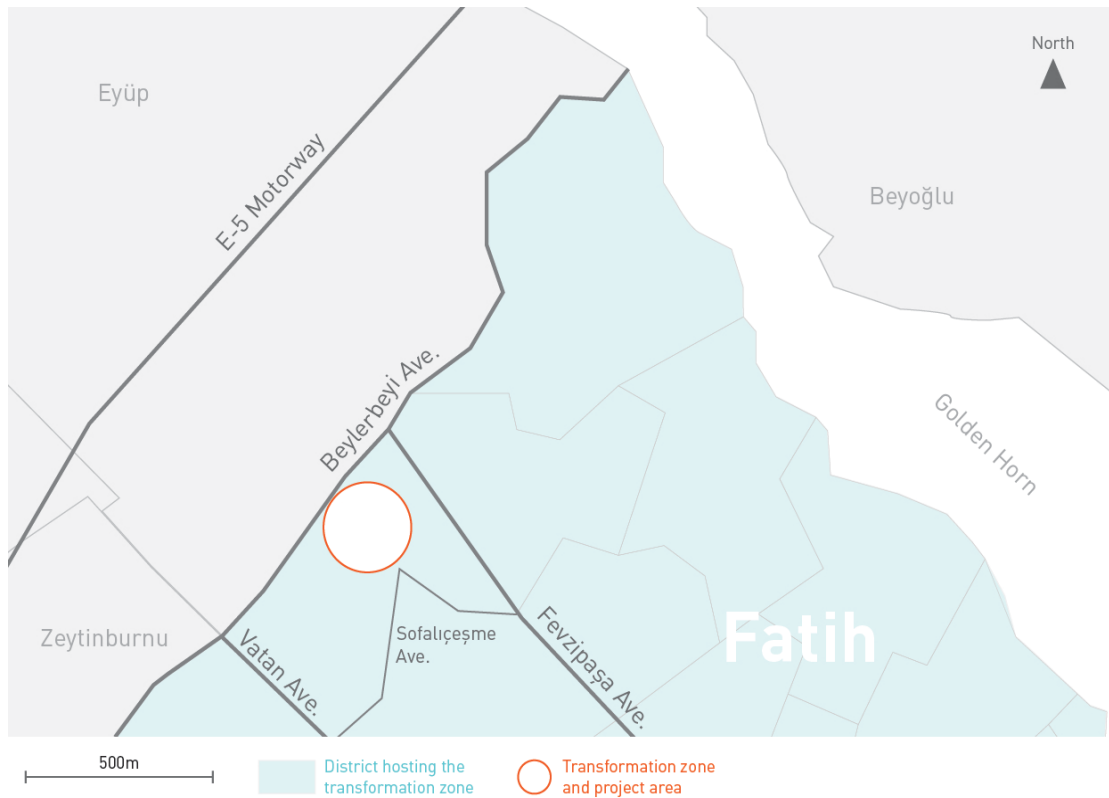 North
Eyüp
E-5 Motorway
Beyoğlu
Beylerbeyi Ave.
Golden Horn
Zeytinburnu
Vatan Ave.
Sofalıçeşme
Ave.
Fevzipaşa Ave.
Fatih
500m
District hosting the
transformation zone
Transformation zone
and project area